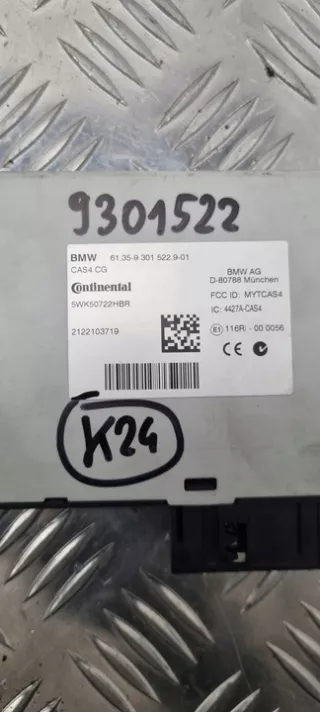 9301522
BMW 61.35-9 301 522.9-01
CAS4 CG
BMW AG
D-80788 München
Continental
5WK50722HBR
FCC ID: MYTCAS4
IC: 4427A-CAS4
2122103719
E1 116RI - 00 0056
CE
K24